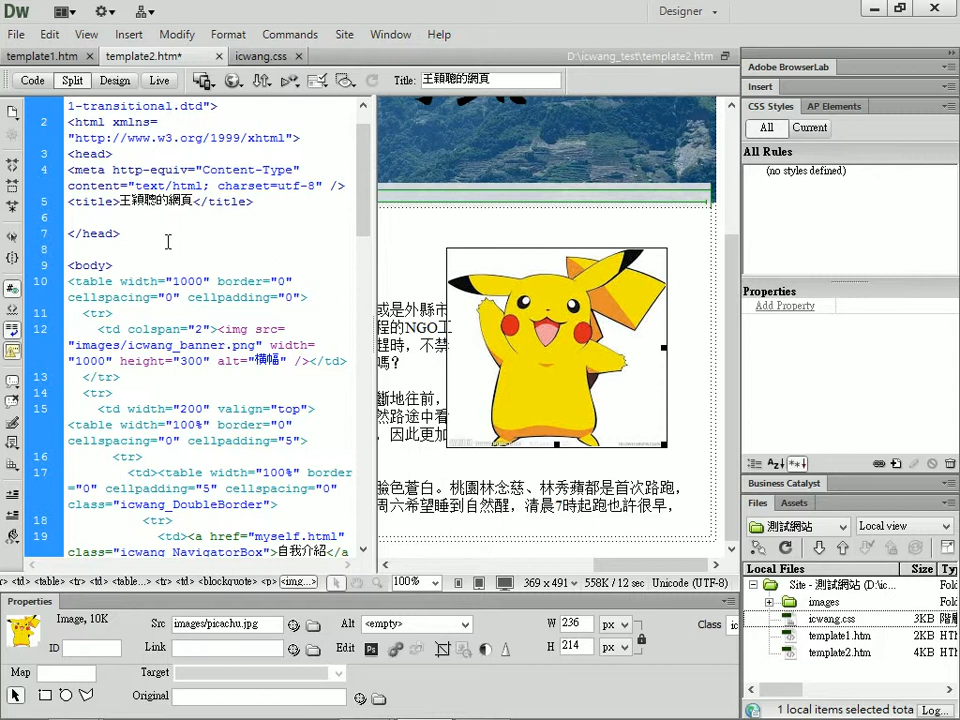 Dw
Designer
File Edit View Insert Modify Format Commands Site Window Help
template1.htm template2.htm* icwang.css
D:\icwang_test\template2.htm
Code Split Design Live
Title: 王穎聰的網頁
1-transitional.dtd">
2 <html xmlns=
"http://www.w3.org/1999/xhtml">
3 <head>
4 <meta http-equiv="Content-Type"
content="text/html; charset=utf-8" />
5 <title>王穎聰的網頁</title>
6
7 </head>
8
9 <body>
10 <table width="1000" border="0"
cellspacing="0" cellpadding="0">
11 <tr>
12 <td colspan="2"><img src=
"images/icwang_banner.png" width=
"1000" height="300" alt="橫幅" /></td>
13 </tr>
14 <tr>
15 <td width="200" valign="top">
<table width="100%" border="0"
cellspacing="0" cellpadding="5">
16 <tr>
17 <td><table width="100%" border
="0" cellpadding="5" cellspacing="0"
class="icwang_DoubleBorder">
18 <tr>
19 <td><a href="myself.html"
class="icwang_NavigatorBox">自我介紹</a
或是外縣市
程的NGO工
趕時，不禁
嗎？
斷地往前，
然路途中看
，因此更加
臉色蒼白。桃園林念慈、林秀蘋都是首次路跑，
周六希望睡到自然醒，清晨7時起跑也許很早，
r> <td> <table> <tr> <td> <table...> <tr> <td> <blockquote> <p> <img...>
100%
369 x 491 558K / 12 sec Unicode (UTF-8)
Properties
Image, 10K
Src images/picachu.jpg
Alt <empty>
W 236 px
Class ic
ID
Link
Edit
H 214 px
Map
Target
Original
Adobe BrowserLab
Insert
CSS Styles AP Elements
All Current
All Rules
(no styles defined)
Properties
Add Property
Business Catalyst
Files Assets
測試網站 Local view
Local Files Size Ty
Site - 測試網站 (D:\ic... Fol
images Fol
icwang.css 3KB 階層
template1.htm 2KB HTM
template2.htm 4KB HTM
1 local items selected tota Log...